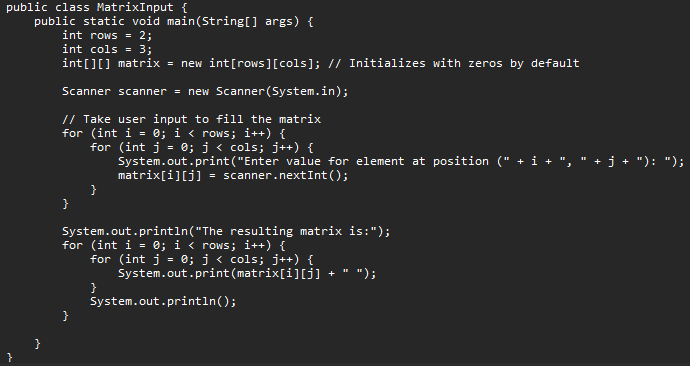 public class MatrixInput {
    public static void main(String[] args) {
        int rows = 2;
        int cols = 3;
        int[][] matrix = new int[rows][cols]; // Initializes with zeros by default

        Scanner scanner = new Scanner(System.in);

        // Take user input to fill the matrix
        for (int i = 0; i < rows; i++) {
            for (int j = 0; j < cols; j++) {
                System.out.print("Enter value for element at position (" + i + ", " + j + "): ");
                matrix[i][j] = scanner.nextInt();
            }
        }

        System.out.println("The resulting matrix is:");
        for (int i = 0; i < rows; i++) {
            for (int j = 0; j < cols; j++) {
                System.out.print(matrix[i][j] + " ");
            }
            System.out.println();
        }

    }
}